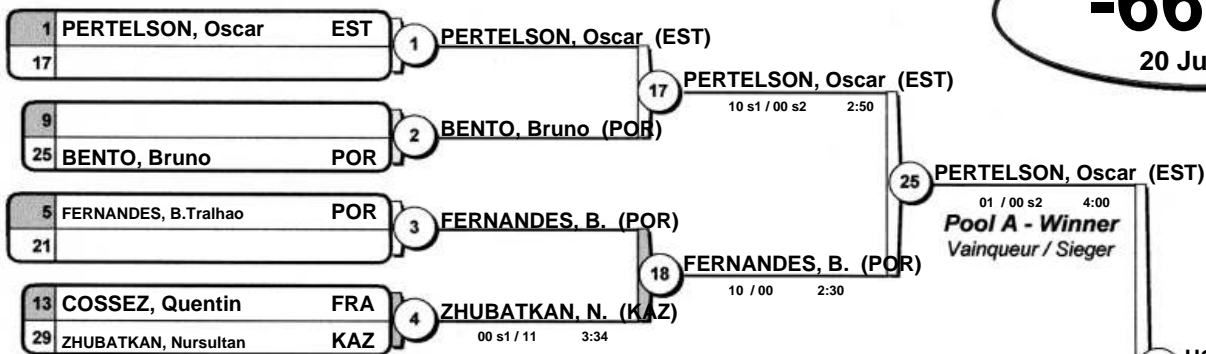 -66
20 Ju
1 PERTELSON, Oscar EST
17
1 PERTELSON, Oscar (EST)
17 PERTELSON, Oscar (EST)
10 s1 / 00 s2 2:50
9
25 BENTO, Bruno POR
2 BENTO, Bruno (POR)
25 PERTELSON, Oscar (EST)
01 / 00 s2 4:00
Pool A - Winner
Vainqueur / Sieger
5 FERNANDES, B.Tralhao POR
21
3 FERNANDES, B. (POR)
18 FERNANDES, B. (POR)
10 / 00 2:30
13 COSSEZ, Quentin FRA
29 ZHUBATKAN, Nursultan KAZ
4 ZHUBATKAN, N. (KAZ)
00 s1 / 11 3:34